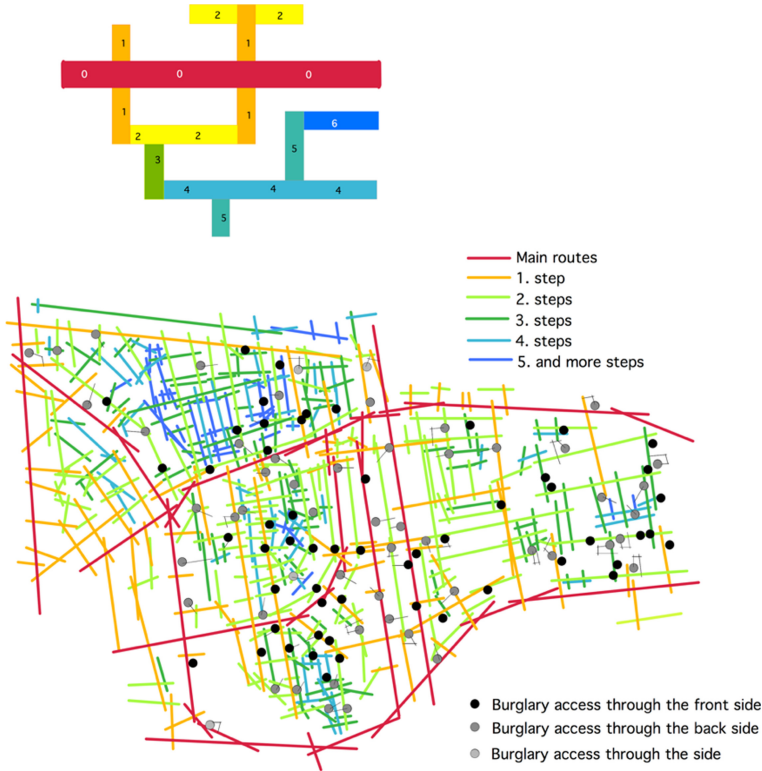 2 2
1 1
0 0 0
1 1
2 2
6
3
5
4 4 4
5
Main routes
1. step
2. steps
3. steps
4. steps
5. and more steps
Burglary access through the front side
Burglary access through the back side
Burglary access through the side